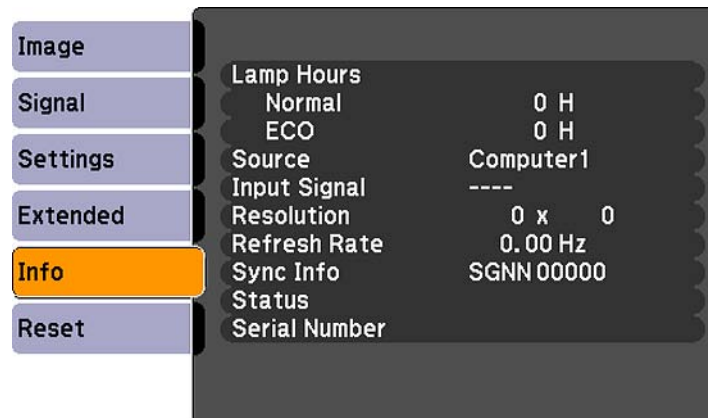 Image
Signal
Settings
Extended
Info
Reset
Lamp Hours
Normal 0 H
ECO 0 H
Source Computer1
Input Signal ----
Resolution 0 x 0
Refresh Rate 0.00 Hz
Sync Info SGNN 00000
Status
Serial Number